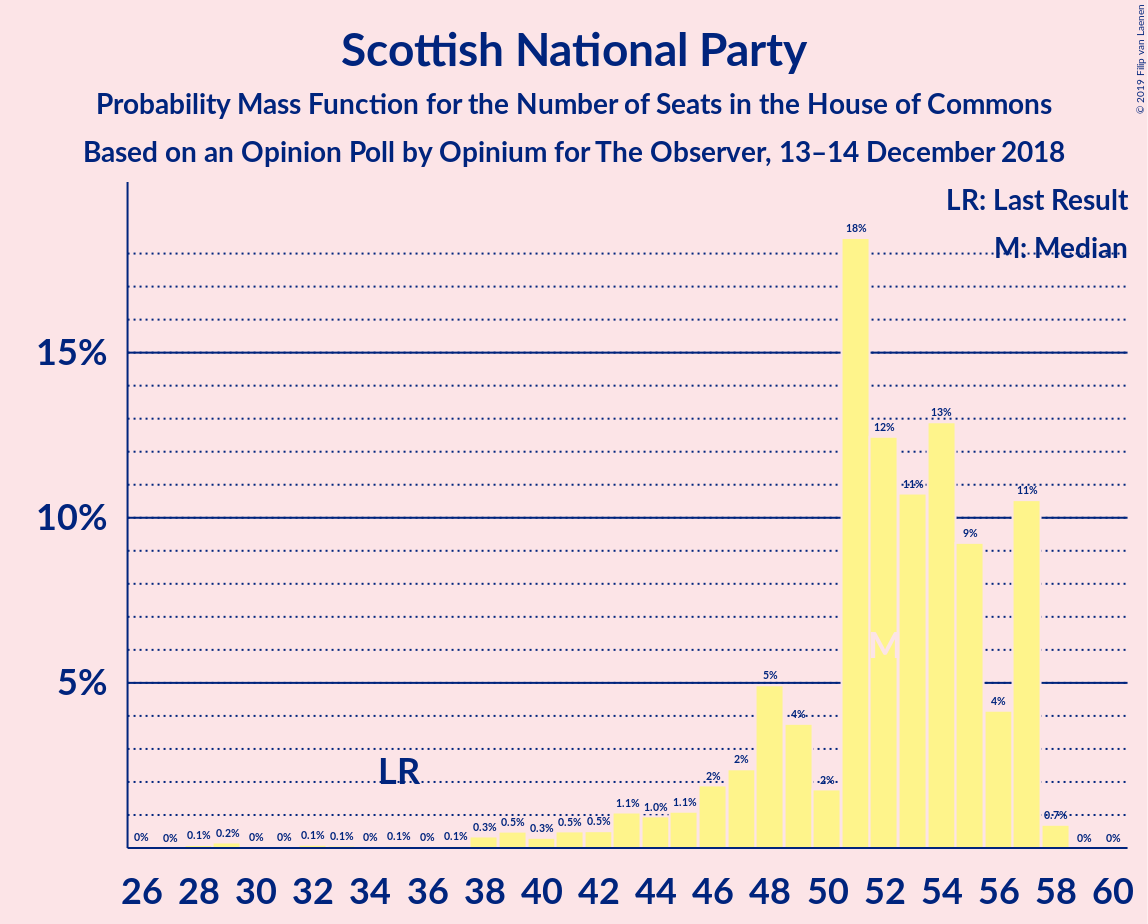 Scottish National Party
Probability Mass Function for the Number of Seats in the House of Commons
Based on an Opinion Poll by Opinium for The Observer, 13–14 December 2018
© 2019 Filip van Laenen
LR: Last Result
M: Median
15%
10%
5%
0% 0% 0.1% 0.2% 0% 0% 0.1% 0.1% 0% 0.1% 0% 0.1% 0.3% 0.5% 0.3% 0.5% 0.5% 1.1% 1.0% 1.1% 2% 2% 5% 4% 2% 18% 12% 11% 13% 9% 4% 11% 0.7% 0% 0%
LR
M
26 28 30 32 34 36 38 40 42 44 46 48 50 52 54 56 58 60